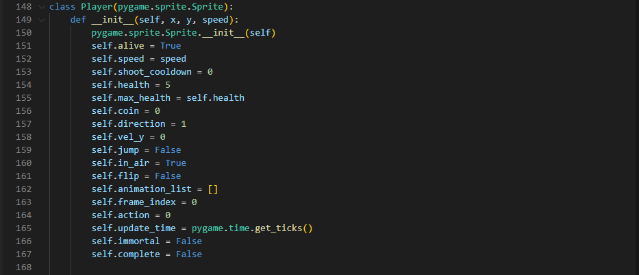 148 class Player(pygame.sprite.Sprite):
149     def __init__(self, x, y, speed):
150         pygame.sprite.Sprite.__init__(self)
151         self.alive = True
152         self.speed = speed
153         self.shoot_cooldown = 0
154         self.health = 5
155         self.max_health = self.health
156         self.coin = 0
157         self.direction = 1
158         self.vel_y = 0
159         self.jump = False
160         self.in_air = True
161         self.flip = False
162         self.animation_list = []
163         self.frame_index = 0
164         self.action = 0
165         self.update_time = pygame.time.get_ticks()
166         self.immortal = False
167         self.complete = False
168